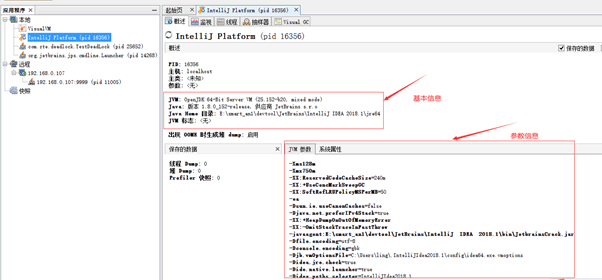 应用程序
起始页
IntelliJ Platform (pid 16356)
本地
VisualVM
IntelliJ Platform (pid 16356)
com.rte.deadlock.TestDeadLock (pid 25652)
org.jetbrains.jps.cmdline.Launcher (pid 14268)
远程
192.168.0.107
192.168.0.107:9999 (pid 11005)
快照
概述
监视
线程
抽样器
Visual GC
IntelliJ Platform (pid 16356)
概述
保存的数据
PID: 16356
主机: localhost
主类: (未知)
参数: (无)
JVM: OpenJDK 64-Bit Server VM (25.152-b20, mixed mode)
Java: 版本 1.8.0_152-release, 供应商 JetBrains s.r.o
Java Home 目录: E:\smart_uni\devtool\JetBrains\IntelliJ IDEA 2018.1\jre64
JVM 标志: (无)
基本信息
出现 OOME 时生成堆 dump: 启用
参数信息
保存的数据
线程 Dump: 0
堆 Dump: 0
Profiler 快照: 0
JVM 参数
系统属性
-Xms128m
-Xmx750m
-XX:ReservedCodeCacheSize=240m
-XX:+UseConcMarkSweepGC
-XX:SoftRefLRUPolicyMSPerMB=50
-ea
-Dsun.io.useCanonCaches=false
-Djava.net.preferIPv4Stack=true
-XX:+HeapDumpOnOutOfMemoryError
-XX:-OmitStackTraceInFastThrow
-javaagent:E:\smart_uni\devtool\JetBrains\IntelliJ IDEA 2018.1\bin\JetbrainsCrack.jar
-Dfile.encoding=utf-8
-Dconsole.encoding=gbk
-Djb.vmOptionsFile=C:\Users\ling\.IntelliJIdea2018.1\config\idea64.exe.vmoptions
-Didea.jre.check=true
-Dide.native.launcher=true
-Didea.paths.selector=IntelliJIdea2018.1